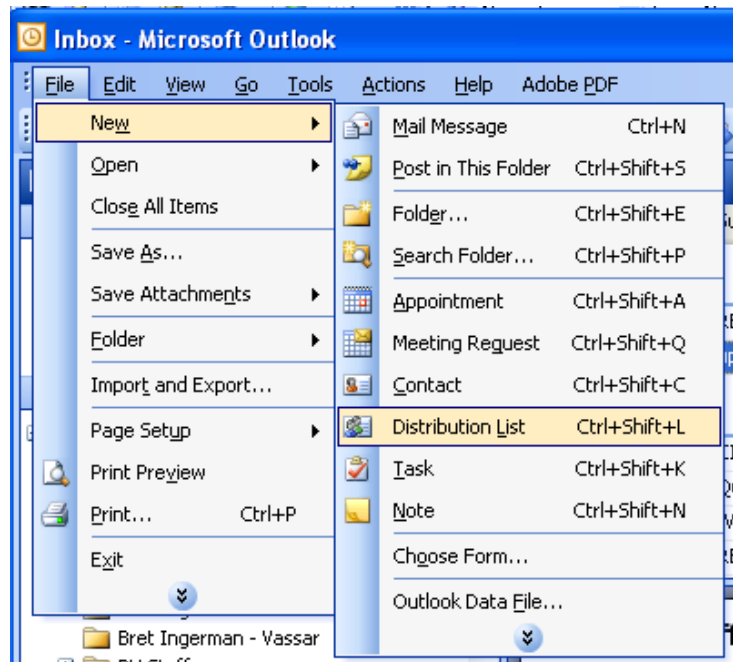 Inbox - Microsoft Outlook
File Edit View Go Tools Actions Help Adobe PDF
New
Open
Close All Items
Save As...
Save Attachments
Folder
Import and Export...
Page Setup
Print Preview
Print... Ctrl+P
Exit
Mail Message Ctrl+N
Post in This Folder Ctrl+Shift+S
Folder... Ctrl+Shift+E
Search Folder... Ctrl+Shift+P
Appointment Ctrl+Shift+A
Meeting Request Ctrl+Shift+Q
Contact Ctrl+Shift+C
Distribution List Ctrl+Shift+L
Task Ctrl+Shift+K
Note Ctrl+Shift+N
Choose Form...
Outlook Data File...
Bret Ingerman - Vassar